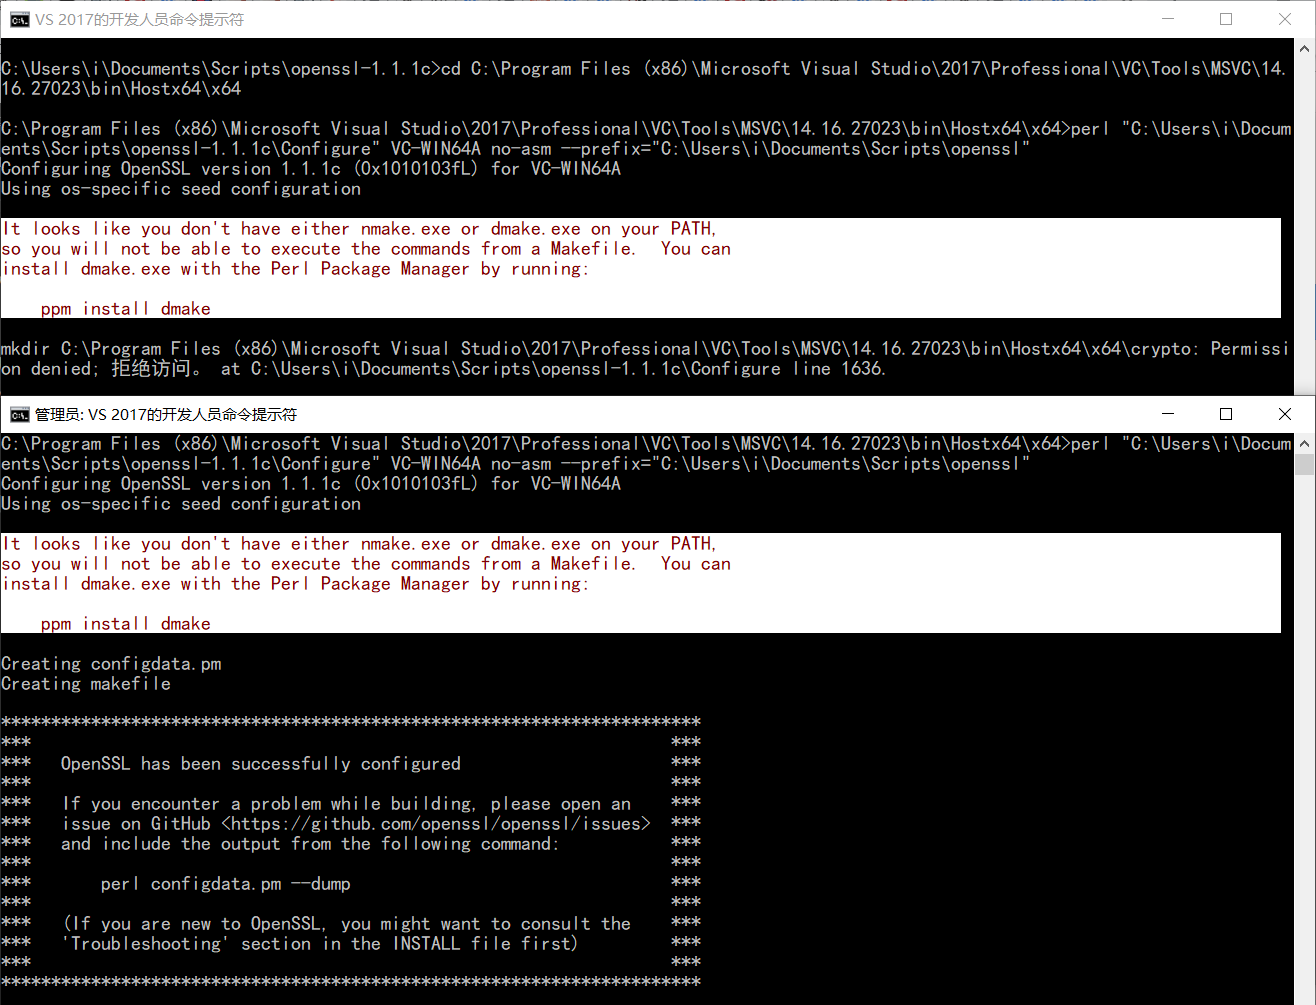 VS 2017的开发人员命令提示符
C:\Users\i\Documents\Scripts\openssl-1.1.1c>cd C:\Program Files (x86)\Microsoft Visual Studio\2017\Professional\VC\Tools\MSVC\14.
16.27023\bin\Hostx64\x64
C:\Program Files (x86)\Microsoft Visual Studio\2017\Professional\VC\Tools\MSVC\14.16.27023\bin\Hostx64\x64>perl "C:\Users\i\Docum
ents\Scripts\openssl-1.1.1c\Configure" VC-WIN64A no-asm --prefix="C:\Users\i\Documents\Scripts\openssl"
Configuring OpenSSL version 1.1.1c (0x1010103fL) for VC-WIN64A
Using os-specific seed configuration
It looks like you don't have either nmake.exe or dmake.exe on your PATH,
so you will not be able to execute the commands from a Makefile.  You can
install dmake.exe with the Perl Package Manager by running:
ppm install dmake
mkdir C:\Program Files (x86)\Microsoft Visual Studio\2017\Professional\VC\Tools\MSVC\14.16.27023\bin\Hostx64\x64\crypto: Permissi
on denied; 拒绝访问。 at C:\Users\i\Documents\Scripts\openssl-1.1.1c\Configure line 1636.
管理员: VS 2017的开发人员命令提示符
C:\Program Files (x86)\Microsoft Visual Studio\2017\Professional\VC\Tools\MSVC\14.16.27023\bin\Hostx64\x64>perl "C:\Users\i\Docum
ents\Scripts\openssl-1.1.1c\Configure" VC-WIN64A no-asm --prefix="C:\Users\i\Documents\Scripts\openssl"
Configuring OpenSSL version 1.1.1c (0x1010103fL) for VC-WIN64A
Using os-specific seed configuration
It looks like you don't have either nmake.exe or dmake.exe on your PATH,
so you will not be able to execute the commands from a Makefile.  You can
install dmake.exe with the Perl Package Manager by running:
ppm install dmake
Creating configdata.pm
Creating makefile
**********************************************************************
***                                                                ***
***   OpenSSL has been successfully configured                     ***
***                                                                ***
***   If you encounter a problem while building, please open an    ***
***   issue on GitHub <https://github.com/openssl/openssl/issues>  ***
***   and include the output from the following command:           ***
***                                                                ***
***       perl configdata.pm --dump                                ***
***                                                                ***
***   (If you are new to OpenSSL, you might want to consult the    ***
***   'Troubleshooting' section in the INSTALL file first)         ***
***                                                                ***
**********************************************************************